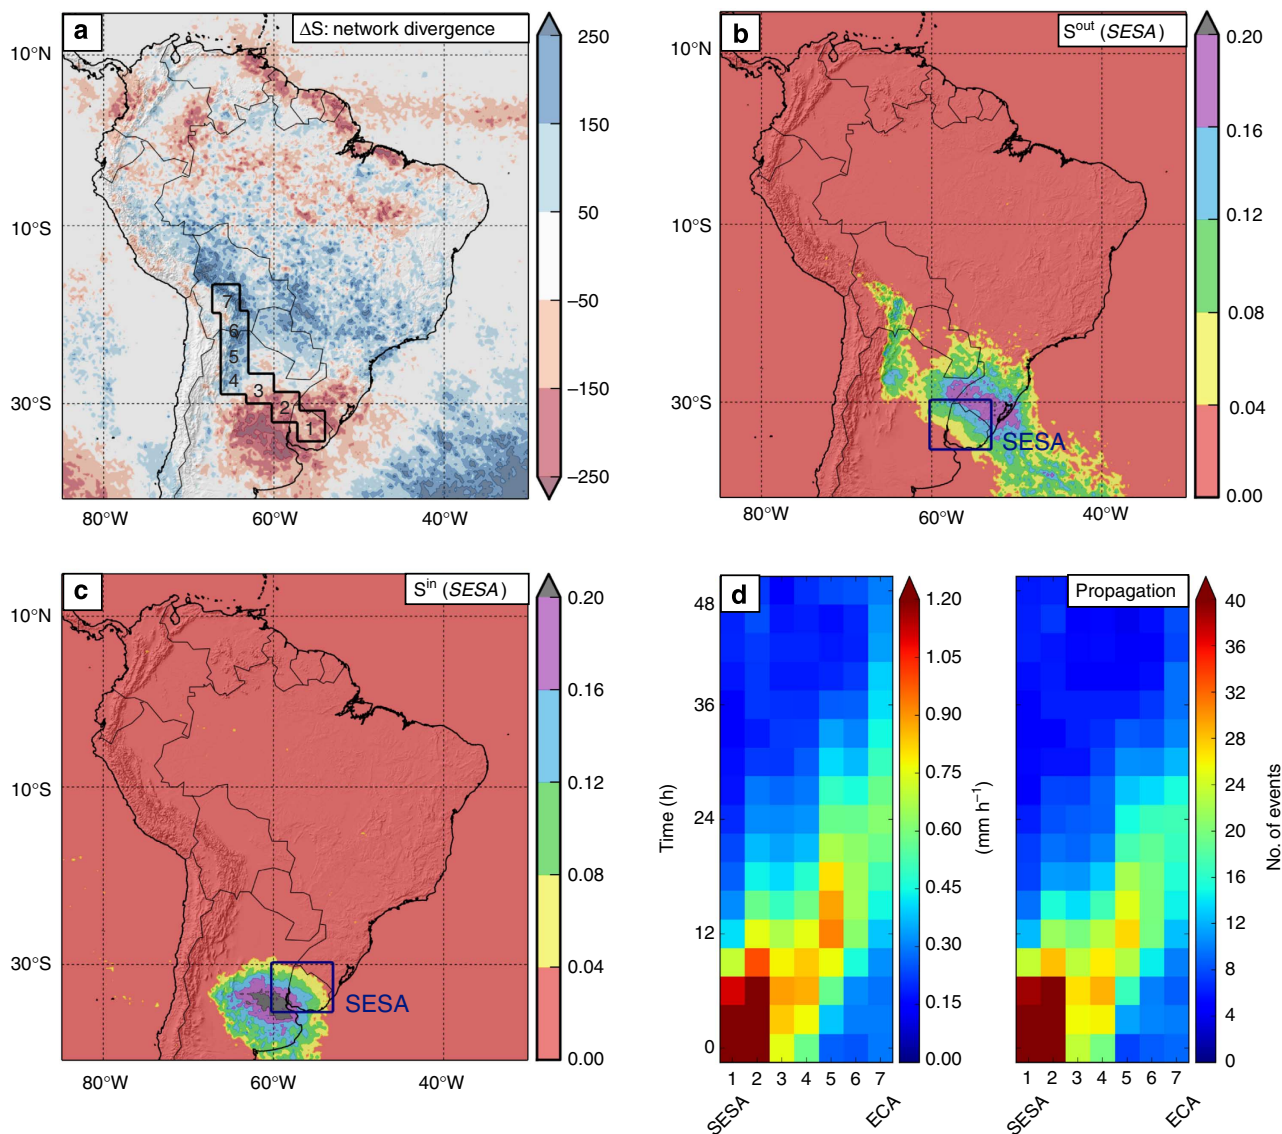 a
ΔS: network divergence
10°N
10°S
30°S
80°W
60°W
40°W
250
150
50
−50
−150
−250
7
6
5
4
3
2
1
b
S^out (SESA)
10°N
10°S
30°S
80°W
60°W
40°W
SESA
0.20
0.16
0.12
0.08
0.04
0.00
c
S^in (SESA)
10°N
10°S
30°S
80°W
60°W
40°W
SESA
0.20
0.16
0.12
0.08
0.04
0.00
d
Time (h)
48
36
24
12
0
1 2 3 4 5 6 7
SESA
ECA
1.20
1.05
0.90
0.75
0.60
0.45
0.30
0.15
0.00
(mm h⁻¹)
Propagation
1 2 3 4 5 6 7
SESA
ECA
40
36
32
28
24
20
16
12
8
4
0
No. of events